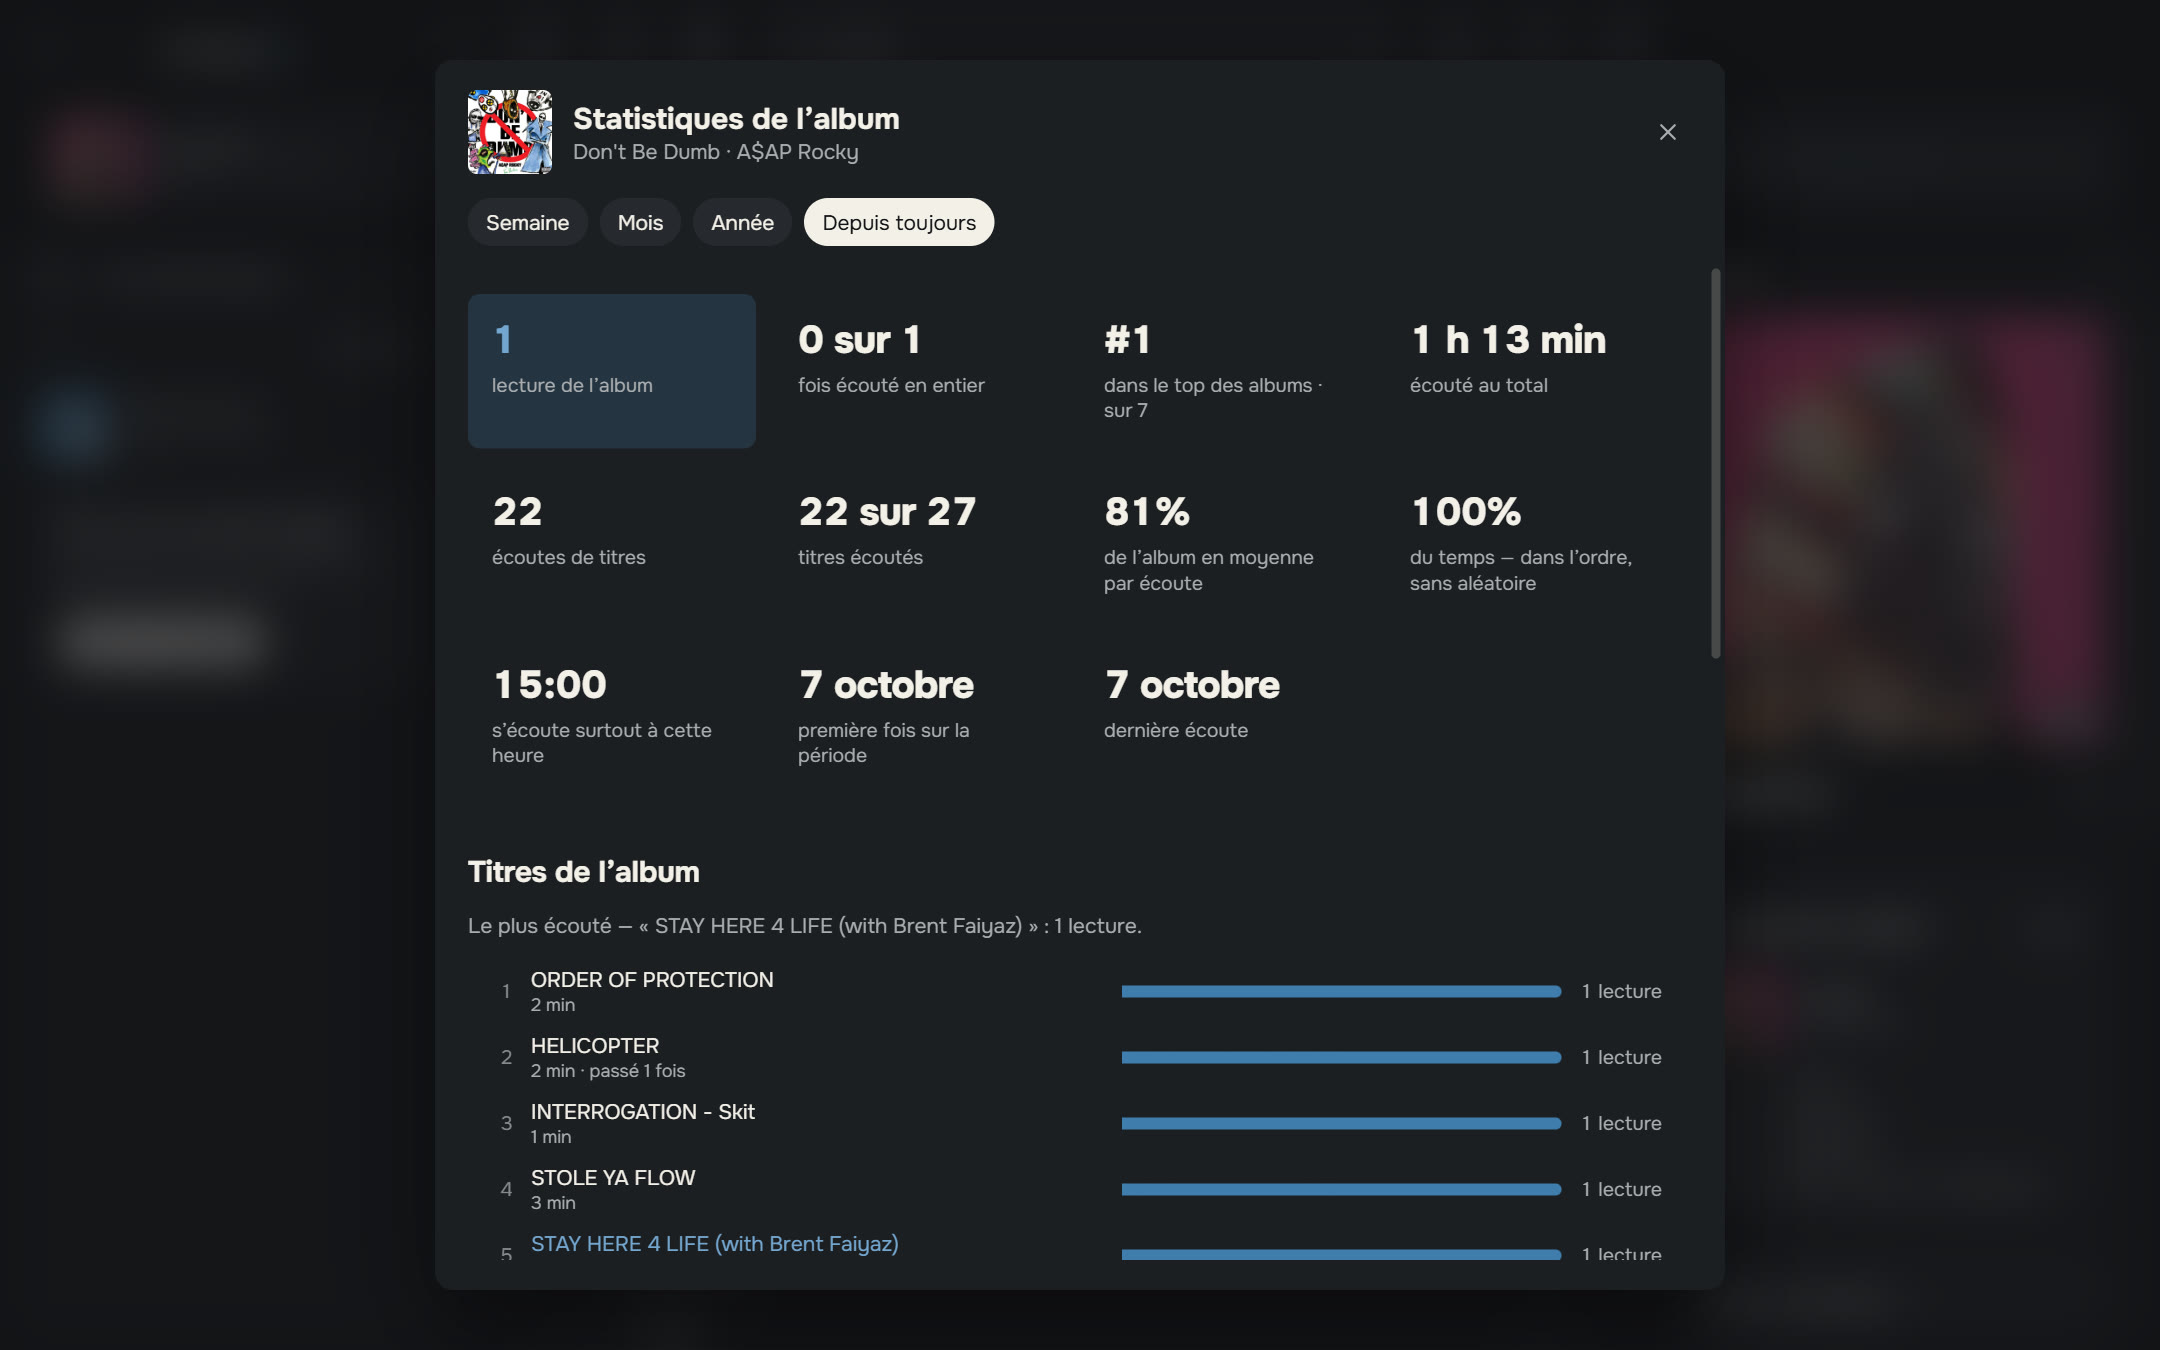 Statistiques de l’album
Don't Be Dumb · A$AP Rocky
Semaine
Mois
Année
Depuis toujours
1
lecture de l’album
0 sur 1
fois écouté en entier
#1
dans le top des albums ·
sur 7
1 h 13 min
écouté au total
22
écoutes de titres
22 sur 27
titres écoutés
81%
de l’album en moyenne
par écoute
100%
du temps — dans l’ordre,
sans aléatoire
15:00
s’écoute surtout à cette
heure
7 octobre
première fois sur la
période
7 octobre
dernière écoute
Titres de l’album
Le plus écouté — « STAY HERE 4 LIFE (with Brent Faiyaz) » : 1 lecture.
1
ORDER OF PROTECTION
2 min
1 lecture
2
HELICOPTER
2 min · passé 1 fois
1 lecture
3
INTERROGATION - Skit
1 min
1 lecture
4
STOLE YA FLOW
3 min
1 lecture
5
STAY HERE 4 LIFE (with Brent Faiyaz)
1 lecture